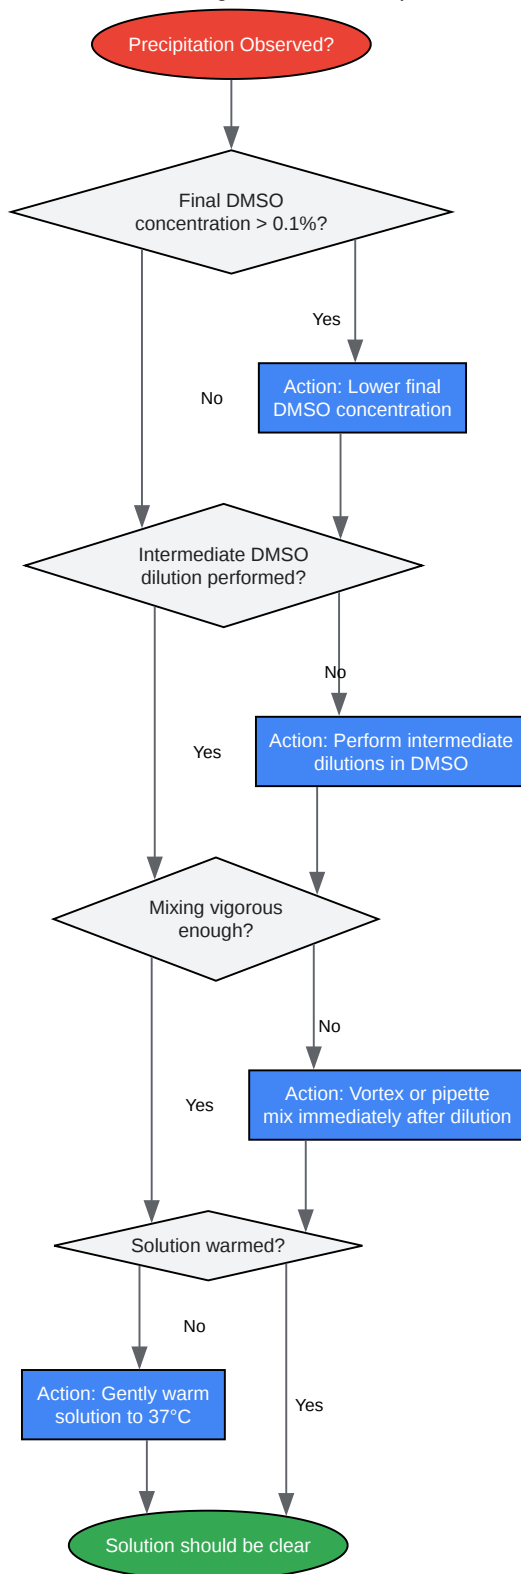 Precipitation Observed?
Final DMSO
concentration > 0.1%?
Yes
Action: Lower final
DMSO concentration
No
Intermediate DMSO
dilution performed?
No
Action: Perform intermediate
dilutions in DMSO
Yes
Mixing vigorous
enough?
No
Action: Vortex or pipette
mix immediately after dilution
Yes
Solution warmed?
No
Action: Gently warm
solution to 37°C
Yes
Solution should be clear